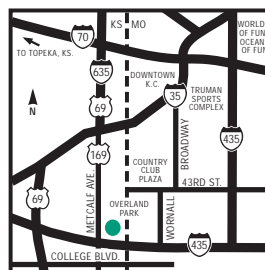 KS
MO
WORLD
OF FUN
OCEAN
OF FUN
70
TO TOPEKA, KS.
DOWNTOWN
K.C.
635
35
TRUMAN
SPORTS
COMPLEX
69
N
BROADWAY
435
169
COUNTRY
CLUB
PLAZA
43RD ST.
69
METCALF AVE.
OVERLAND
PARK
WORNALL
435
COLLEGE BLVD.